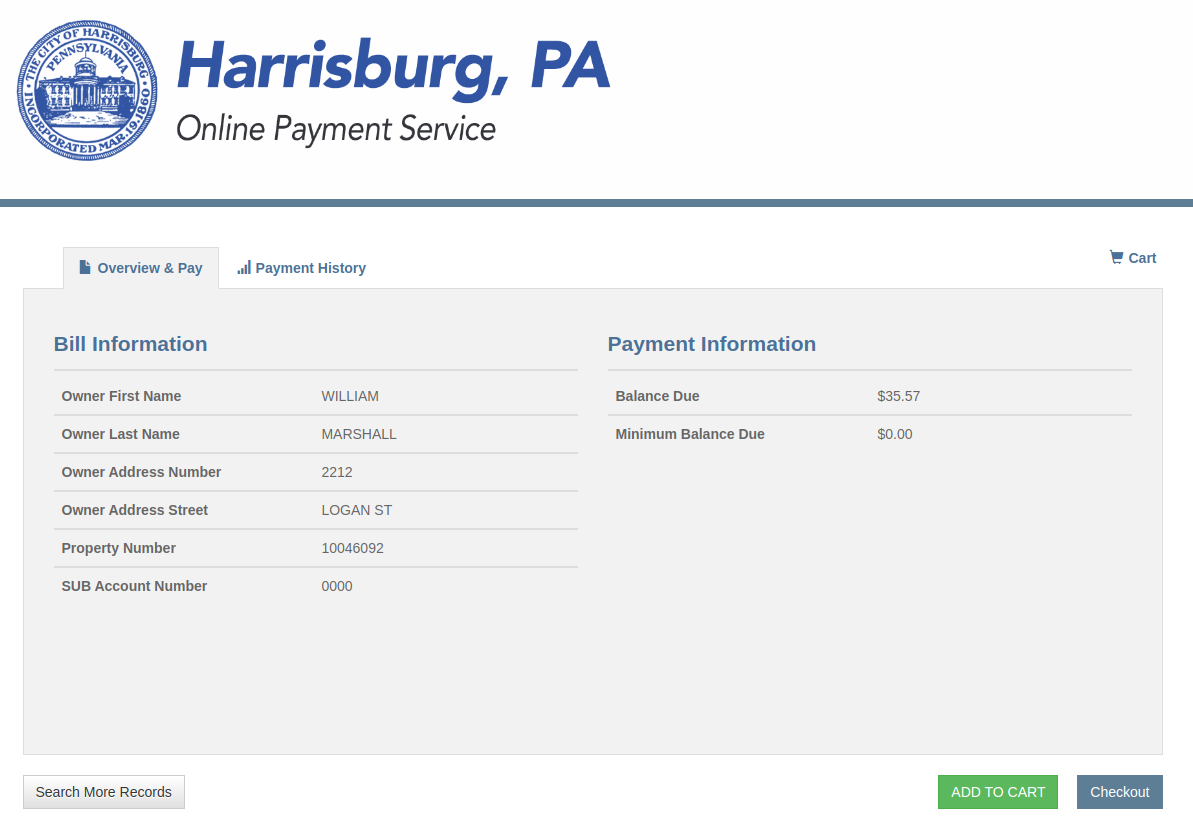 THE CITY OF HARRISBURG
PENNSYLVANIA
INCORPORATED MAR.19.1860
Harrisburg, PA
Online Payment Service
Overview & Pay
Payment History
Cart
Bill Information
Owner First Name WILLIAM
Owner Last Name MARSHALL
Owner Address Number 2212
Owner Address Street LOGAN ST
Property Number 10046092
SUB Account Number 0000
Payment Information
Balance Due $35.57
Minimum Balance Due $0.00
Search More Records
ADD TO CART
Checkout